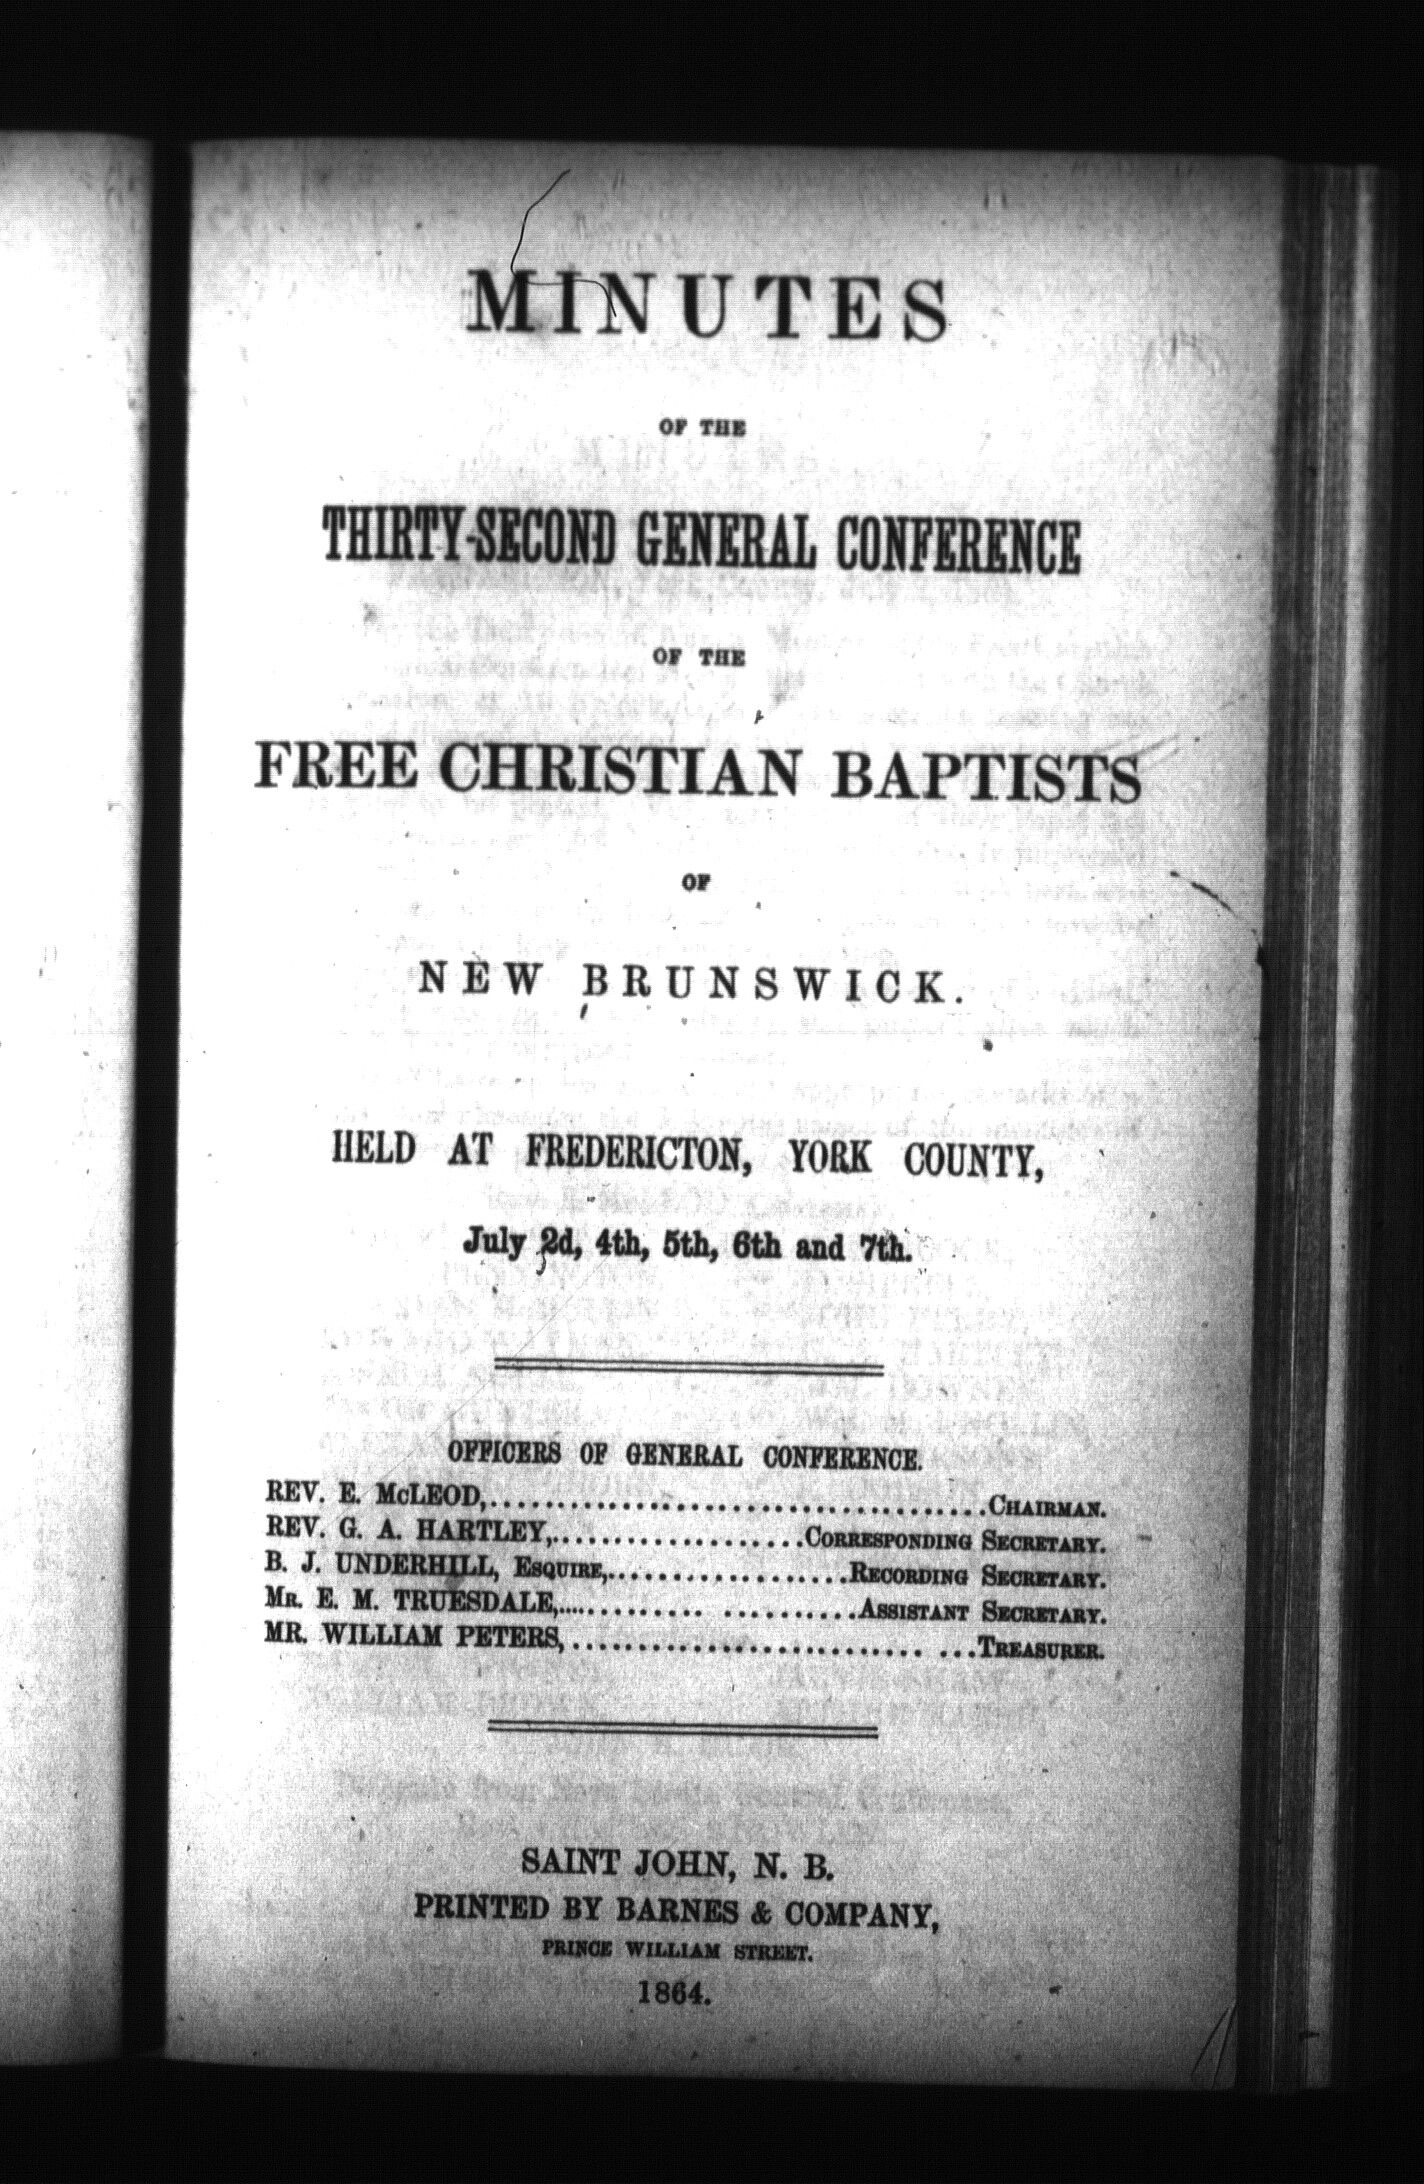 MINUTES
OF THE
THIRTY-SECOND GENERAL CONFERENCE
OF THE
FREE CHRISTIAN BAPTISTS
OF
NEW BRUNSWICK.
HELD AT FREDERICTON, YORK COUNTY,
July 2d, 4th, 5th, 6th and 7th.
OFFICERS OF GENERAL CONFERENCE.
REV. E. McLEOD,....................................CHAIRMAN.
REV. G. A. HARTLEY,...................CORRESPONDING SECRETARY.
B. J. UNDERHILL, ESQUIRE,..................RECORDING SECRETARY.
MR. E. M. TRUESDALE,............. ..........ASSISTANT SECRETARY.
MR. WILLIAM PETERS,.......................... ...TREASURER.
SAINT JOHN, N. B.
PRINTED BY BARNES & COMPANY,
PRINCE WILLIAM STREET.
1864.